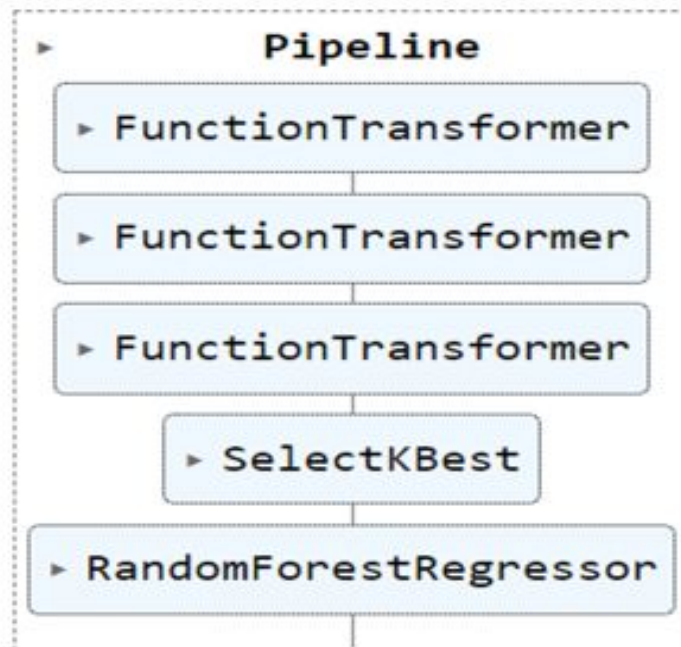 Pipeline
FunctionTransformer
FunctionTransformer
FunctionTransformer
SelectKBest
RandomForestRegressor